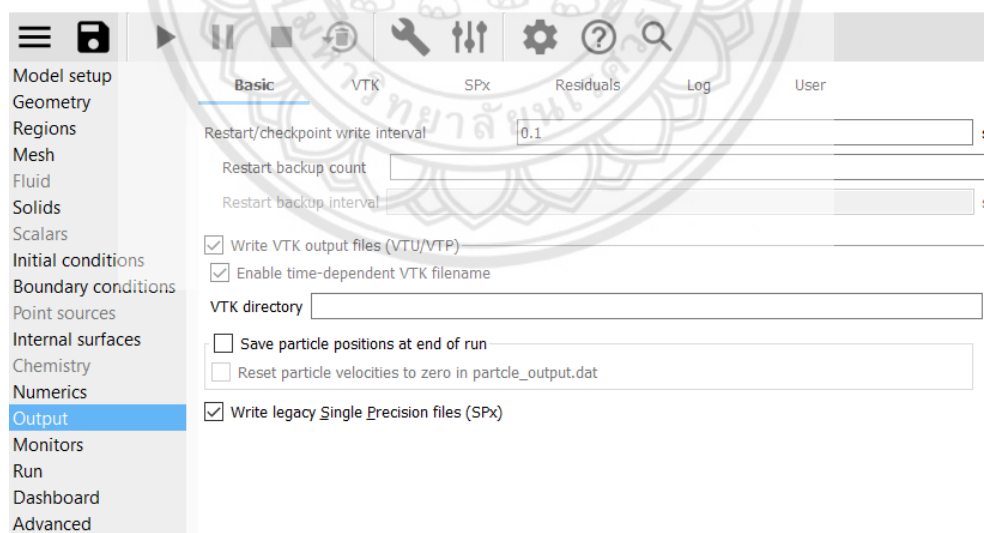 Model setup
Geometry
Regions
Mesh
Fluid
Solids
Scalars
Initial conditions
Boundary conditions
Point sources
Internal surfaces
Chemistry
Numerics
Output
Monitors
Run
Dashboard
Advanced
Basic VTK SPx Residuals Log User
Restart/checkpoint write interval 0.1 s
Restart backup count
Restart backup interval s
Write VTK output files (VTU/VTP)
Enable time-dependent VTK filename
VTK directory
Save particle positions at end of run
Reset particle velocities to zero in partcle_output.dat
Write legacy Single Precision files (SPx)